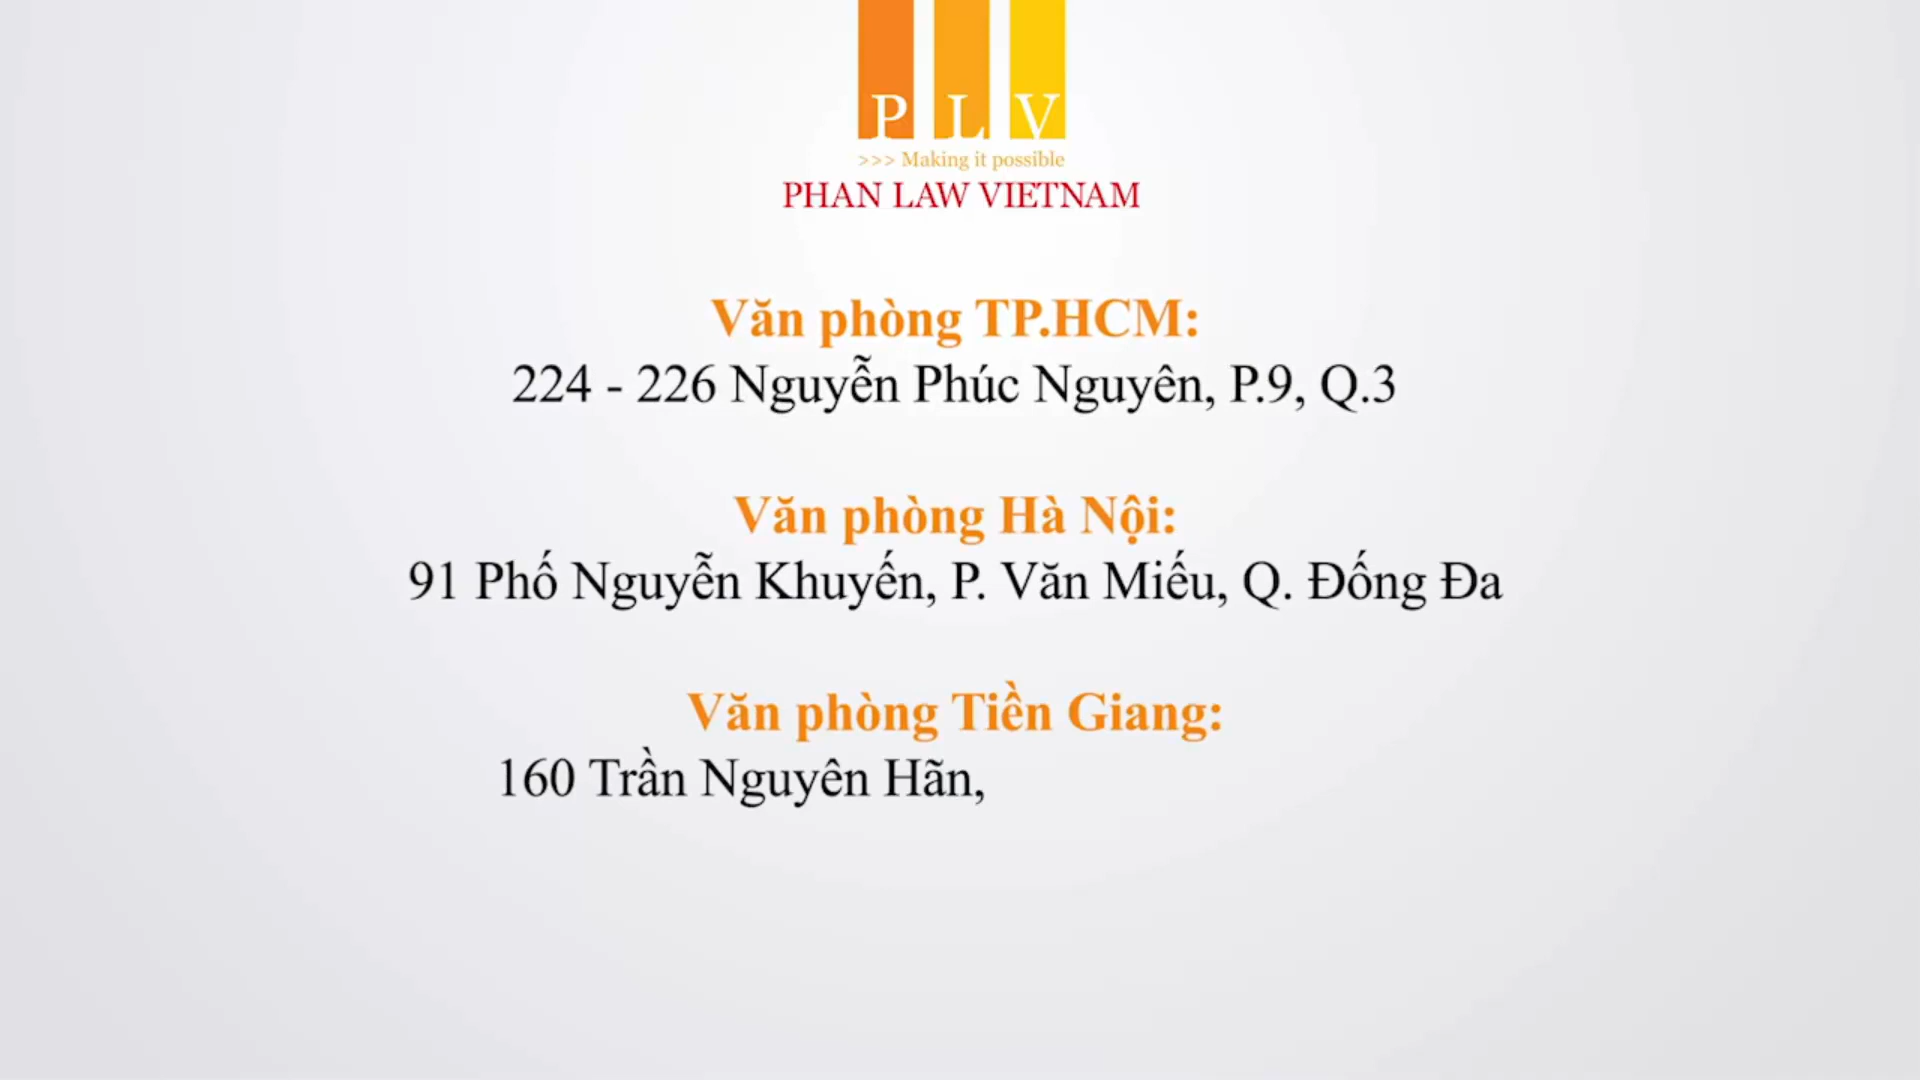 P L V
>>> Making it possible
PHAN LAW VIETNAM
Văn phòng TP.HCM:
224 - 226 Nguyễn Phúc Nguyên, P.9, Q.3
Văn phòng Hà Nội:
91 Phố Nguyễn Khuyến, P. Văn Miếu, Q. Đống Đa
Văn phòng Tiền Giang:
160 Trần Nguyên Hãn,